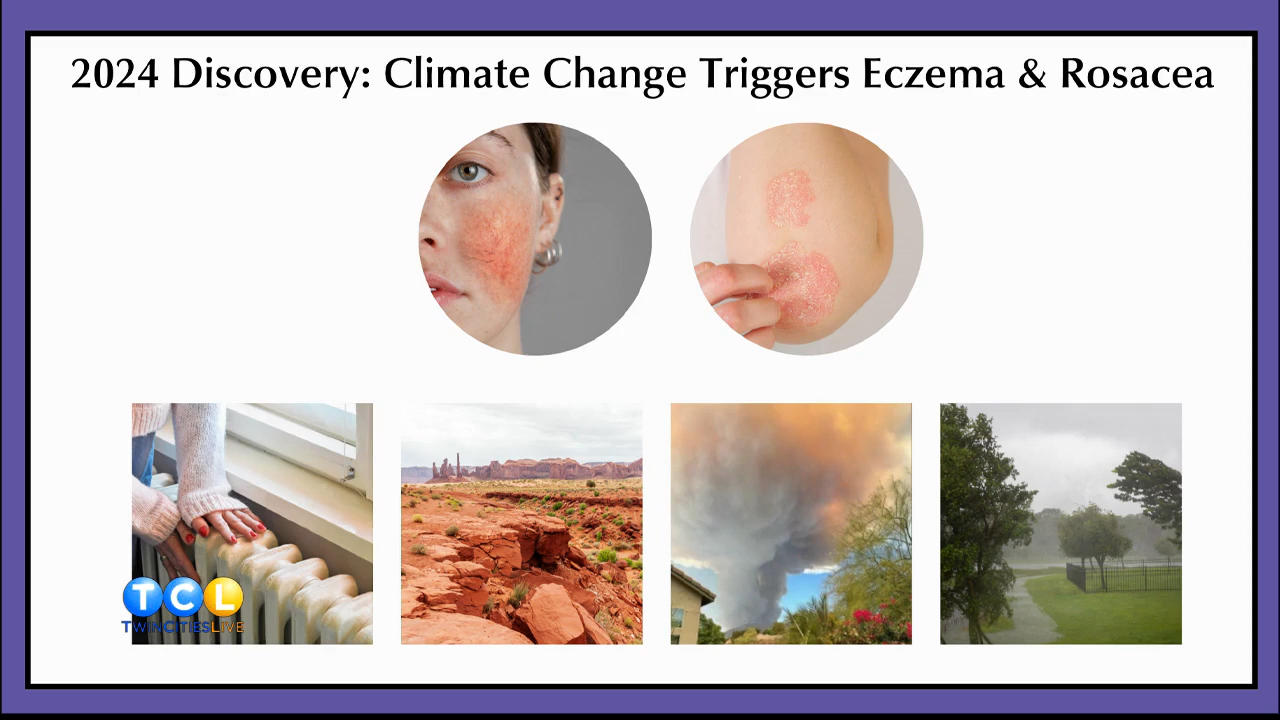 2024 Discovery: Climate Change Triggers Eczema & Rosacea
TCL
TWINCITIESLIVE